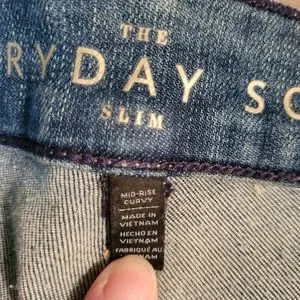 THE
RYDAY SO
SLIM
MID-RISE
CURVY
MADE IN
VIETNAM
HECHO EN
VIETNAM
FABRIQUÉ AU